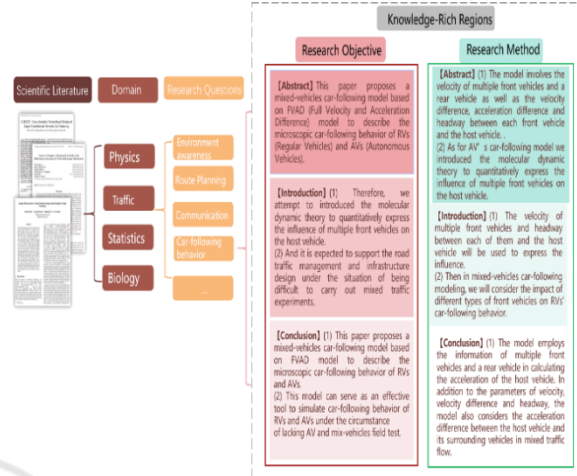 Knowledge-Rich Regions
Scientific Literature
Domain
Research Questions
Physics
Traffic
Statistics
Biology
Environment
awareness
Route Planning
Communication
Car-following
behavior
...
Research Objective
【Abstract】This paper proposes a
mixed-vehicles car-following model based
on FVAD (Full Velocity and Acceleration
Difference) model to describe the
microscopic car-following behavior of RVs
(Regular Vehicles) and AVs (Autonomous
Vehicles).
【Introduction】(1) Therefore, we
attempt to introduced the molecular
dynamic theory to quantitatively express
the influence of multiple front vehicles on
the host vehicle.
(2) And it is expected to support the road
traffic management and infrastructure
design under the situation of being
difficult to carry out mixed traffic
experiments.
【Conclusion】(1) This paper proposes a
mixed-vehicles car-following model based
on FVAD model to describe the
microscopic car-following behavior of RVs
and AVs.
(2) This model can serve as an effective
tool to simulate car-following behavior of
RVs and AVs under the circumstance
of lacking AV and mix-vehicles field test.
Research Method
【Abstract】(1) The model involves the
velocity of multiple front vehicles and a
rear vehicle as well as the velocity
difference, acceleration difference and
headway between each front vehicle
and the host vehicle. .
(2) As for AV' s car-following model we
introduced the molecular dynamic
theory to quantitatively express the
influence of multiple front vehicles on
the host vehicle.
【Introduction】(1) The velocity of
multiple front vehicles and headway
between each of them and the host
vehicle will be used to express the
influence.
(2) Then in mixed-vehicles car-following
modeling, we will consider the impact of
different types of front vehicles on RVs'
car-following behavior.
【Conclusion】(1) The model employs
the information of multiple front
vehicles and a rear vehicle in calculating
the acceleration of the host vehicle. In
addition to the parameters of velocity,
velocity difference and headway, the
model also considers the acceleration
difference between the host vehicle and
its surrounding vehicles in mixed traffic
flow.